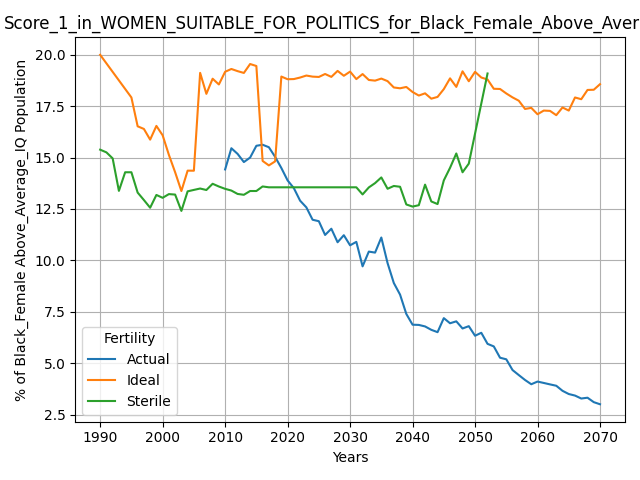 Score_1_in_WOMEN_SUITABLE_FOR_POLITICS_for_Black_Female_Above_Aver
% of Black_Female Above_Average_IQ Population
20.0
17.5
15.0
12.5
10.0
7.5
5.0
2.5
Fertility
Actual
Ideal
Sterile
1990 2000 2010 2020 2030 2040 2050 2060 2070
Years